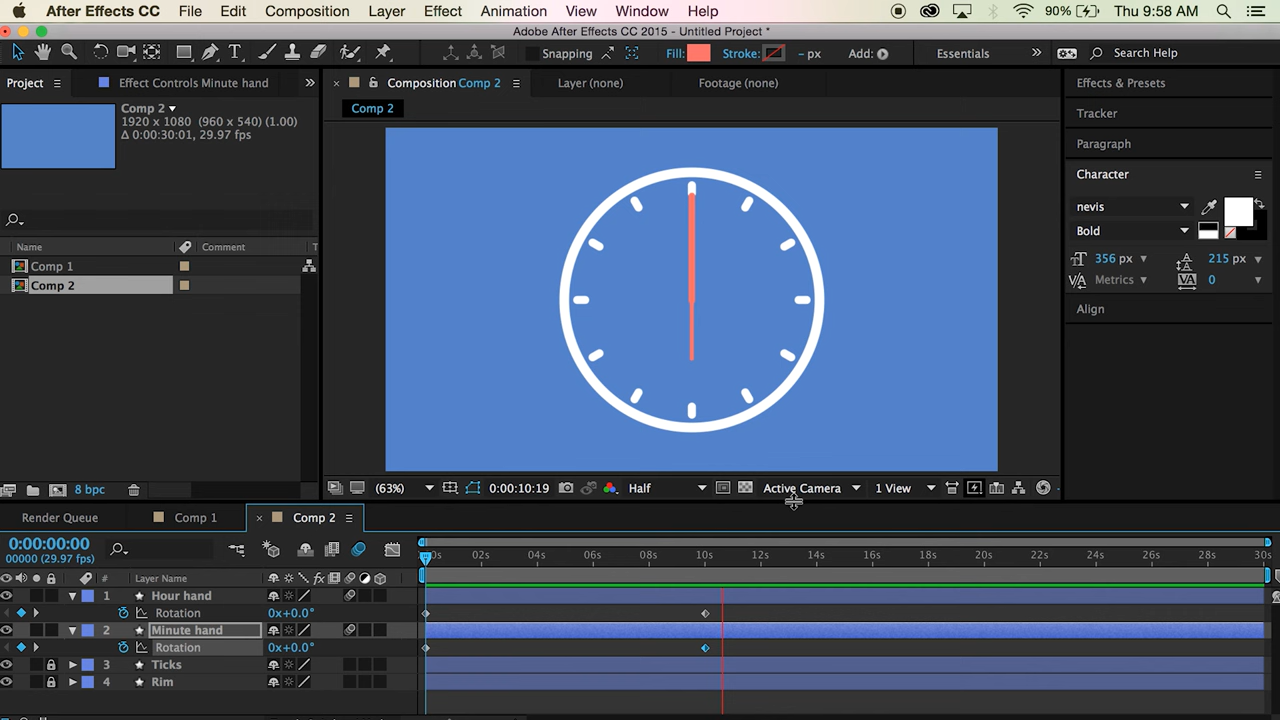 After Effects CC File Edit Composition Layer Effect Animation View Window Help 90% Thu 9:58 AM
Adobe After Effects CC 2015 - Untitled Project *
Snapping Fill: Stroke: - px Add: Essentials Search Help
Project Effect Controls Minute hand Composition Comp 2 Layer (none) Footage (none) Effects & Presets
Comp 2
1920 x 1080 (960 x 540) (1.00)
Δ 0:00:30:01, 29.97 fps
Comp 2
Tracker
Paragraph
Character
nevis
Bold
356 px 215 px
Metrics 0
Align
Name Comment T
Comp 1
Comp 2
8 bpc
(63%) 0:00:10:19 Half Active Camera 1 View
Render Queue Comp 1 Comp 2
0:00:00:00
00000 (29.97 fps)
00s 02s 04s 06s 08s 10s 12s 14s 16s 18s 20s 22s 24s 26s 28s 30s
# Layer Name
1 Hour hand
Rotation 0x+0.0°
2 Minute hand
Rotation 0x+0.0°
3 Ticks
4 Rim